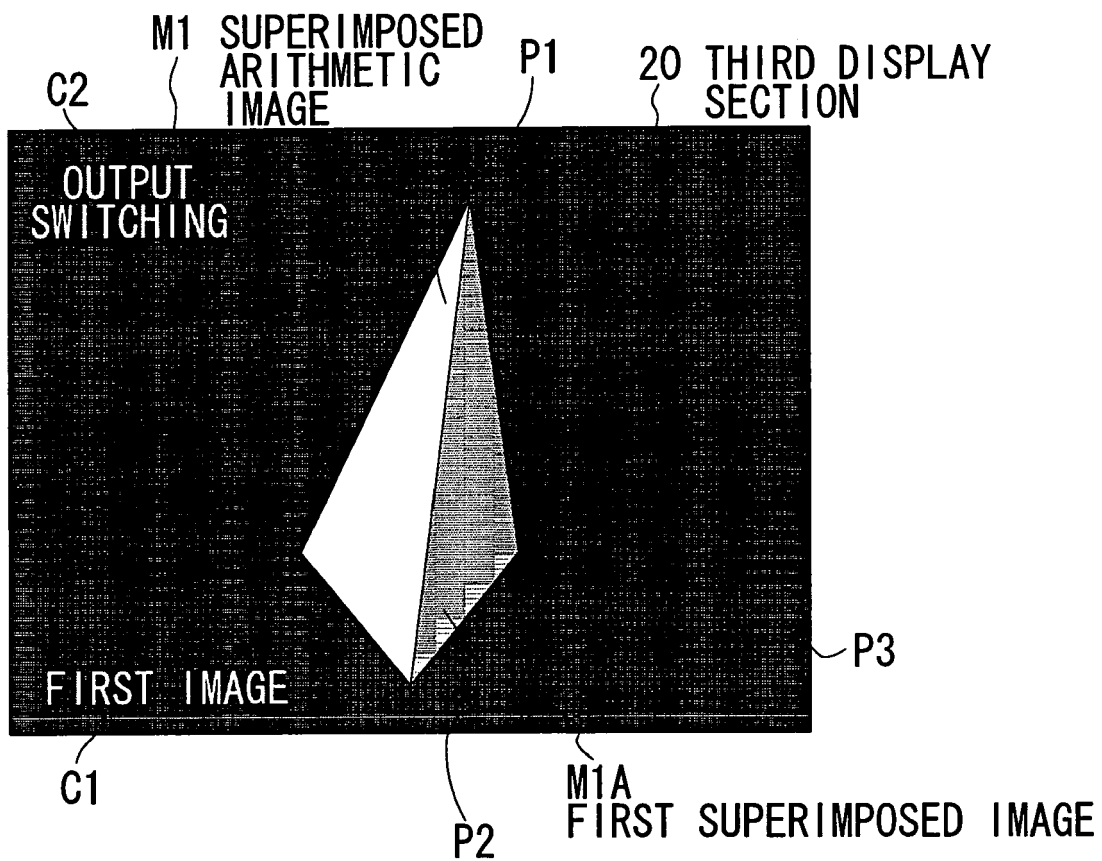 M1 SUPERIMPOSED
ARITHMETIC
IMAGE
C2
P1
20 THIRD DISPLAY
SECTION
OUTPUT
SWITCHING
FIRST IMAGE
P3
C1
P2
M1A
FIRST SUPERIMPOSED IMAGE